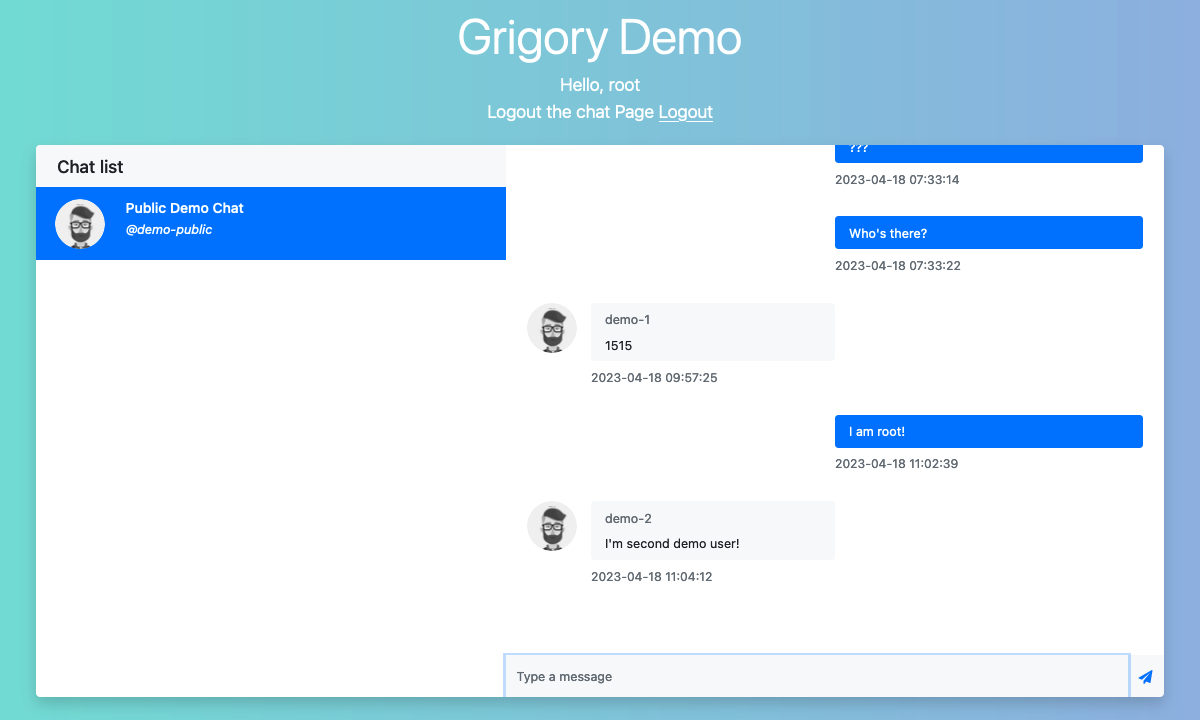 Grigory Demo
Hello, root
Logout the chat Page Logout
Chat list
Public Demo Chat
@demo-public
???
2023-04-18 07:33:14
Who's there?
2023-04-18 07:33:22
demo-1
1515
2023-04-18 09:57:25
I am root!
2023-04-18 11:02:39
demo-2
I'm second demo user!
2023-04-18 11:04:12
Type a message